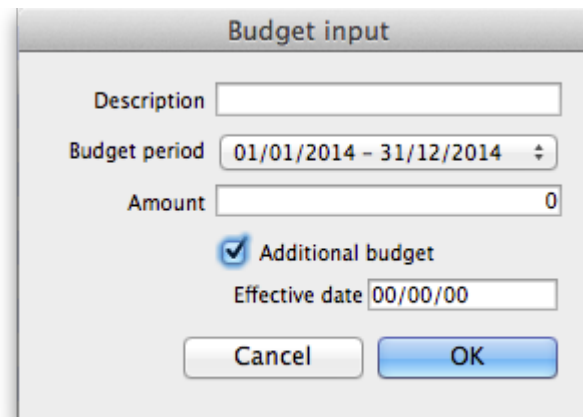 Budget input
Description
Budget period 01/01/2014 – 31/12/2014
Amount 0
Additional budget
Effective date 00/00/00
Cancel OK